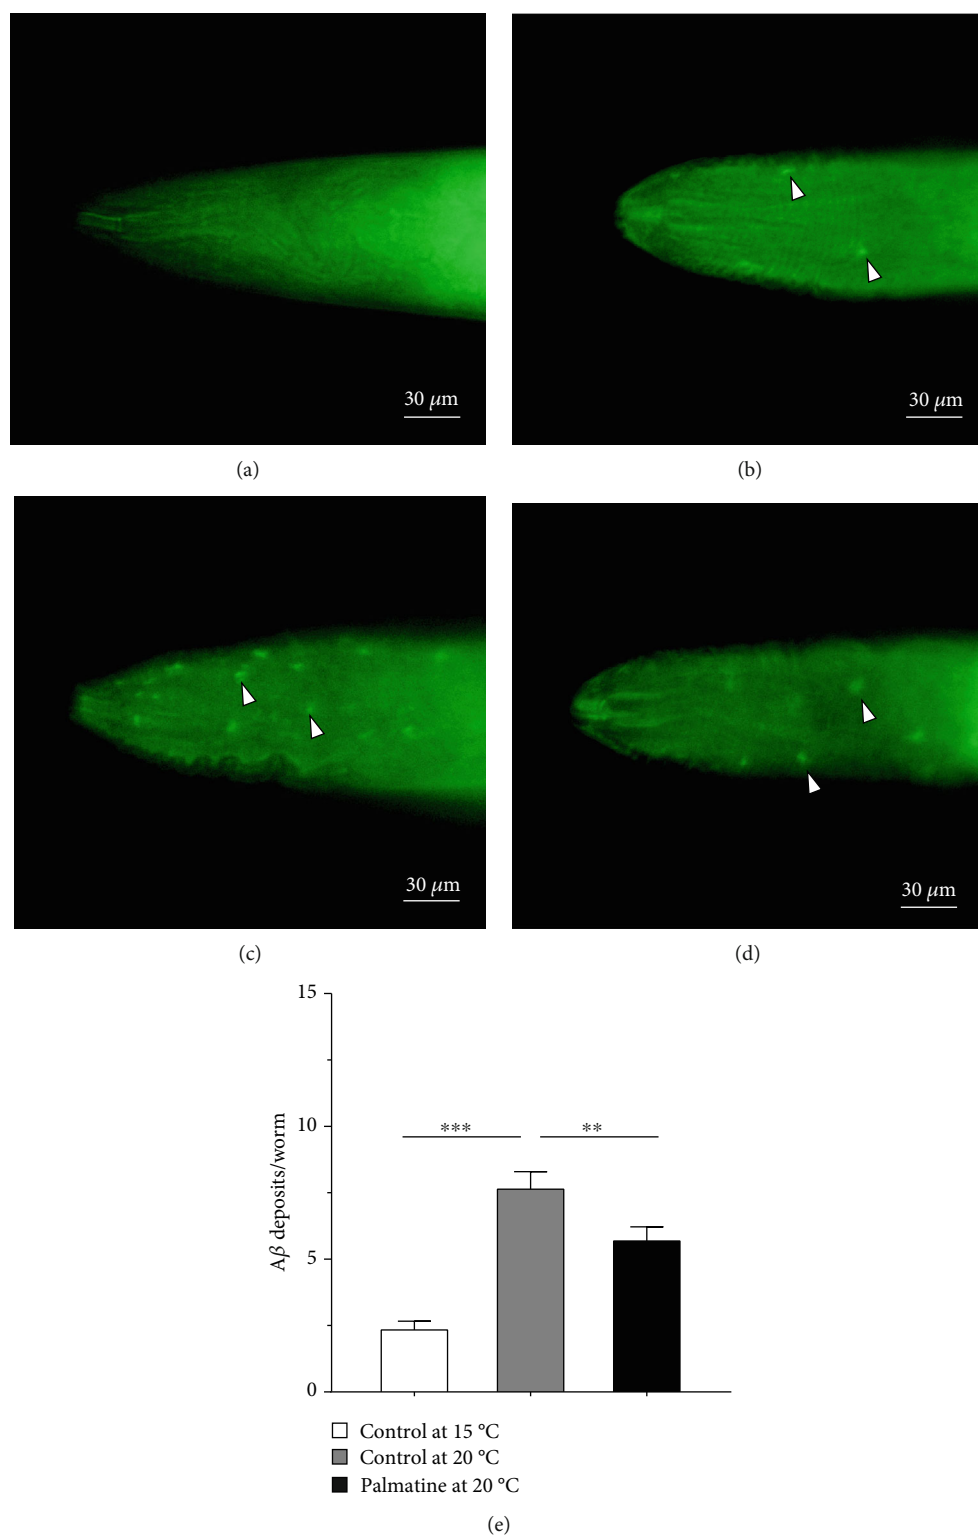 30 μm
30 μm
(a)
(b)
30 μm
30 μm
(c)
(d)
15
10
5
0
Aβ deposits/worm
***
**
Control at 15 °C
Control at 20 °C
Palmatine at 20 °C
(e)